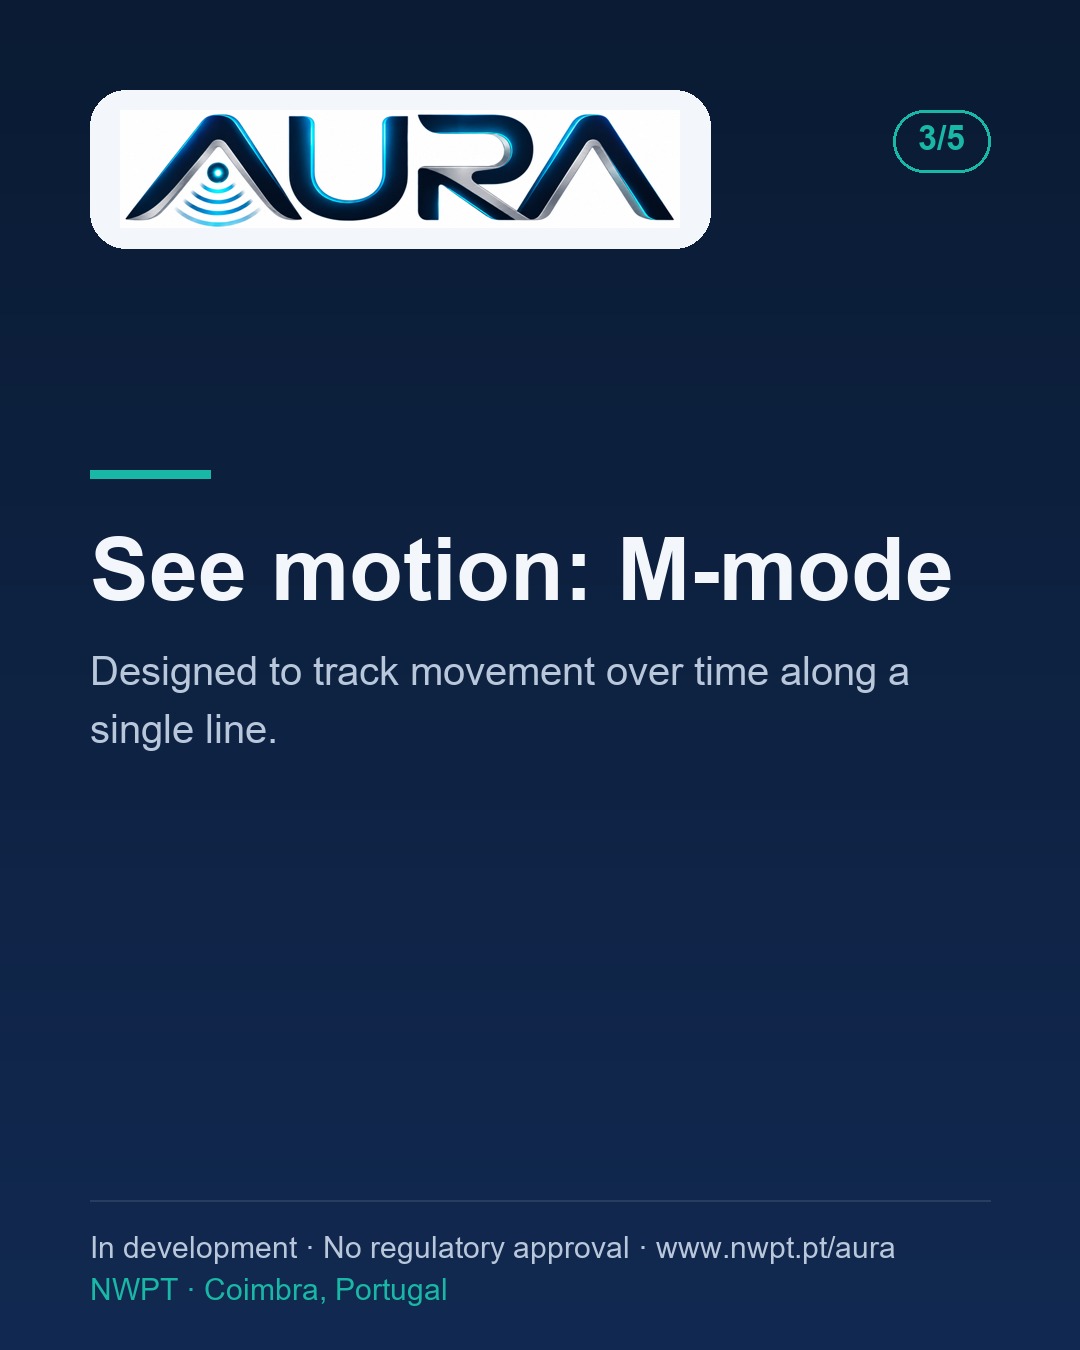 AURA
3/5
See motion: M-mode
Designed to track movement over time along a
single line.
In development · No regulatory approval · www.nwpt.pt/aura
NWPT · Coimbra, Portugal